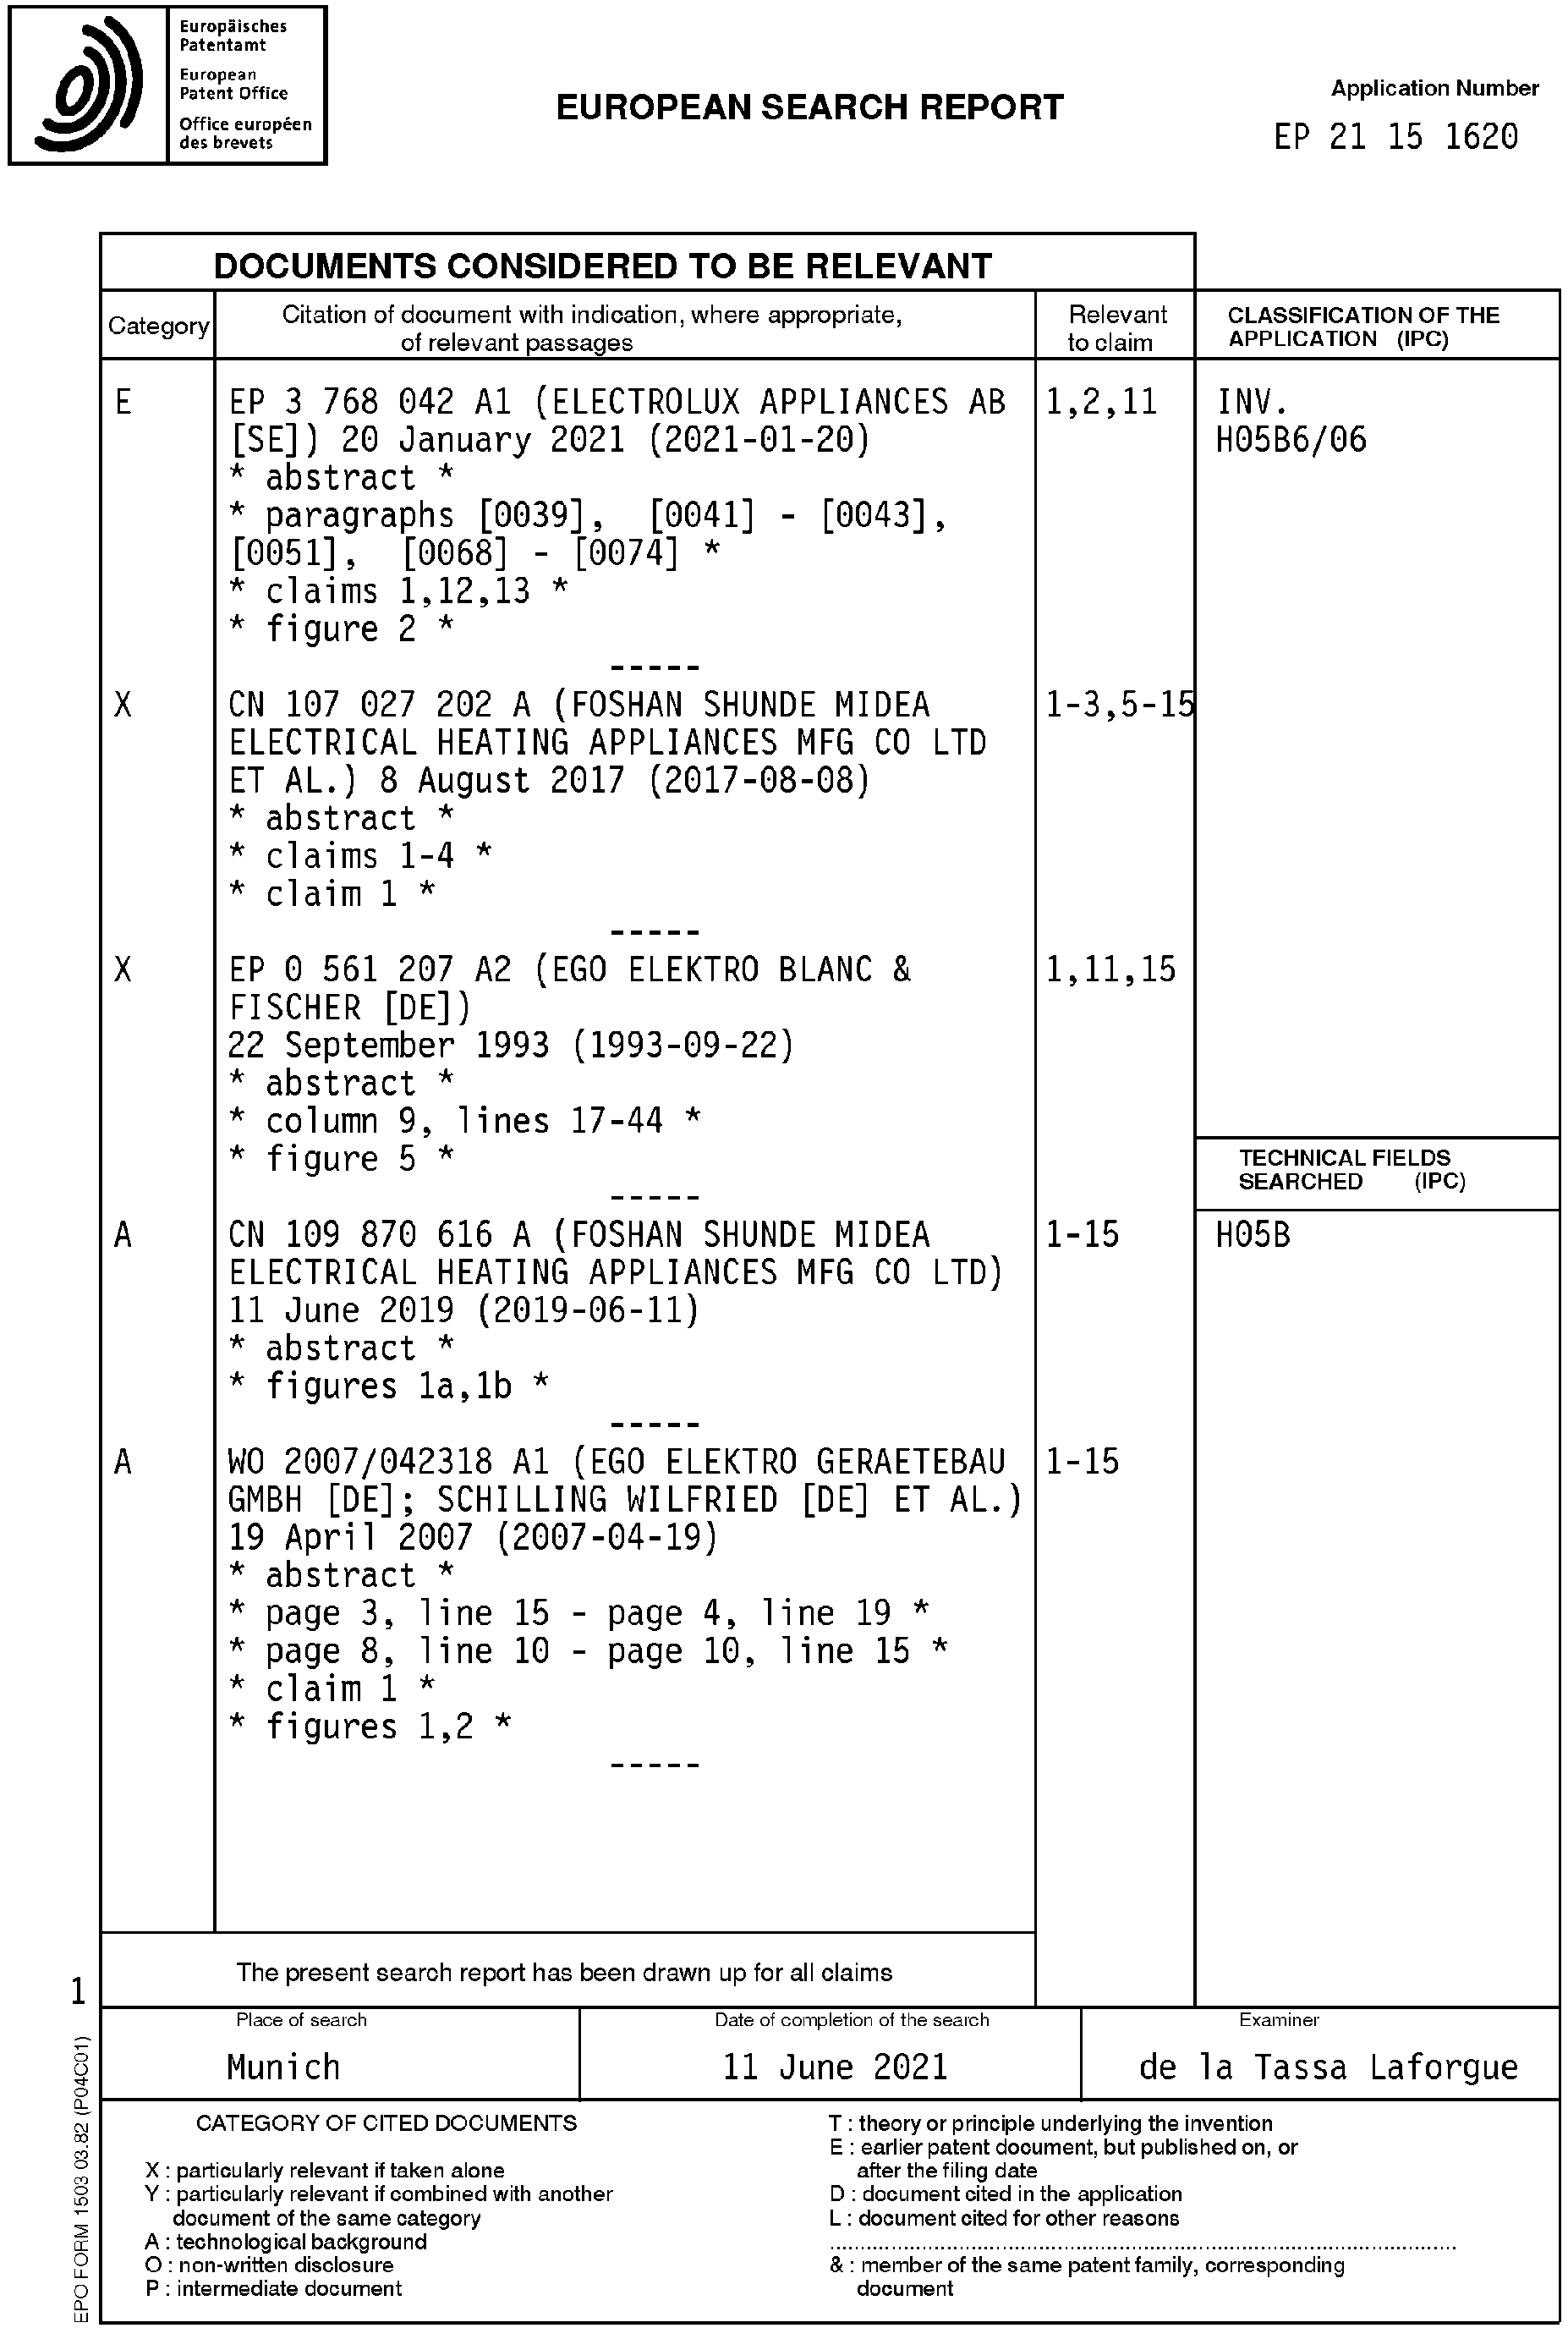 Europäisches
Patentamt
European
Patent Office
Office européen
des brevets
EUROPEAN SEARCH REPORT
Application Number
EP 21 15 1620
DOCUMENTS CONSIDERED TO BE RELEVANT
Category
Citation of document with indication, where appropriate,
of relevant passages
Relevant
to claim
CLASSIFICATION OF THE
APPLICATION (IPC)
E
EP 3 768 042 A1 (ELECTROLUX APPLIANCES AB
[SE]) 20 January 2021 (2021-01-20)
* abstract *
* paragraphs [0039], [0041] - [0043],
[0051], [0068] - [0074] *
* claims 1,12,13 *
* figure 2 *
-----
1,2,11
INV.
H05B6/06
X
CN 107 027 202 A (FOSHAN SHUNDE MIDEA
ELECTRICAL HEATING APPLIANCES MFG CO LTD
ET AL.) 8 August 2017 (2017-08-08)
* abstract *
* claims 1-4 *
* claim 1 *
-----
1-3,5-15
X
EP 0 561 207 A2 (EGO ELEKTRO BLANC &
FISCHER [DE])
22 September 1993 (1993-09-22)
* abstract *
* column 9, lines 17-44 *
* figure 5 *
-----
1,11,15
TECHNICAL FIELDS
SEARCHED (IPC)
A
CN 109 870 616 A (FOSHAN SHUNDE MIDEA
ELECTRICAL HEATING APPLIANCES MFG CO LTD)
11 June 2019 (2019-06-11)
* abstract *
* figures 1a,1b *
-----
1-15
H05B
A
WO 2007/042318 A1 (EGO ELEKTRO GERAETEBAU
GMBH [DE]; SCHILLING WILFRIED [DE] ET AL.)
19 April 2007 (2007-04-19)
* abstract *
* page 3, line 15 - page 4, line 19 *
* page 8, line 10 - page 10, line 15 *
* claim 1 *
* figures 1,2 *
-----
1-15
The present search report has been drawn up for all claims
1
Place of search
Munich
Date of completion of the search
11 June 2021
Examiner
de la Tassa Laforgue
CATEGORY OF CITED DOCUMENTS
X : particularly relevant if taken alone
Y : particularly relevant if combined with another
document of the same category
A : technological background
O : non-written disclosure
P : intermediate document
T : theory or principle underlying the invention
E : earlier patent document, but published on, or
after the filing date
D : document cited in the application
L : document cited for other reasons
& : member of the same patent family, corresponding
document
EPO FORM 1503 03.82 (P04C01)